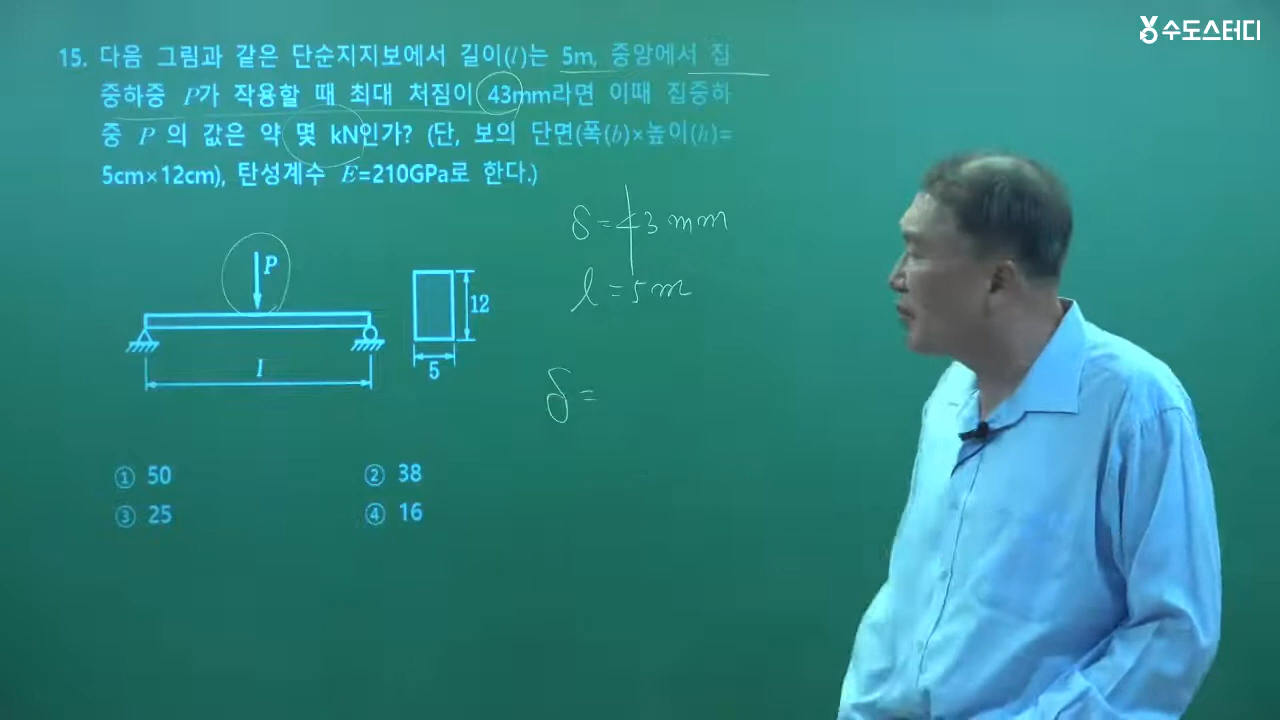 수도스터디
15. 다음 그림과 같은 단순지지보에서 길이(l)는 5m, 중앙에서 집
중하중 P가 작용할 때 최대 처짐이 43mm라면 이때 집중하
중 P 의 값은 약 몇 kN인가? (단, 보의 단면(폭(b)×높이(h)=
5cm×12cm), 탄성계수 E=210GPa로 한다.)
δ=43mm
P
l=5m
12
l
5
δ=
① 50
② 38
③ 25
④ 16